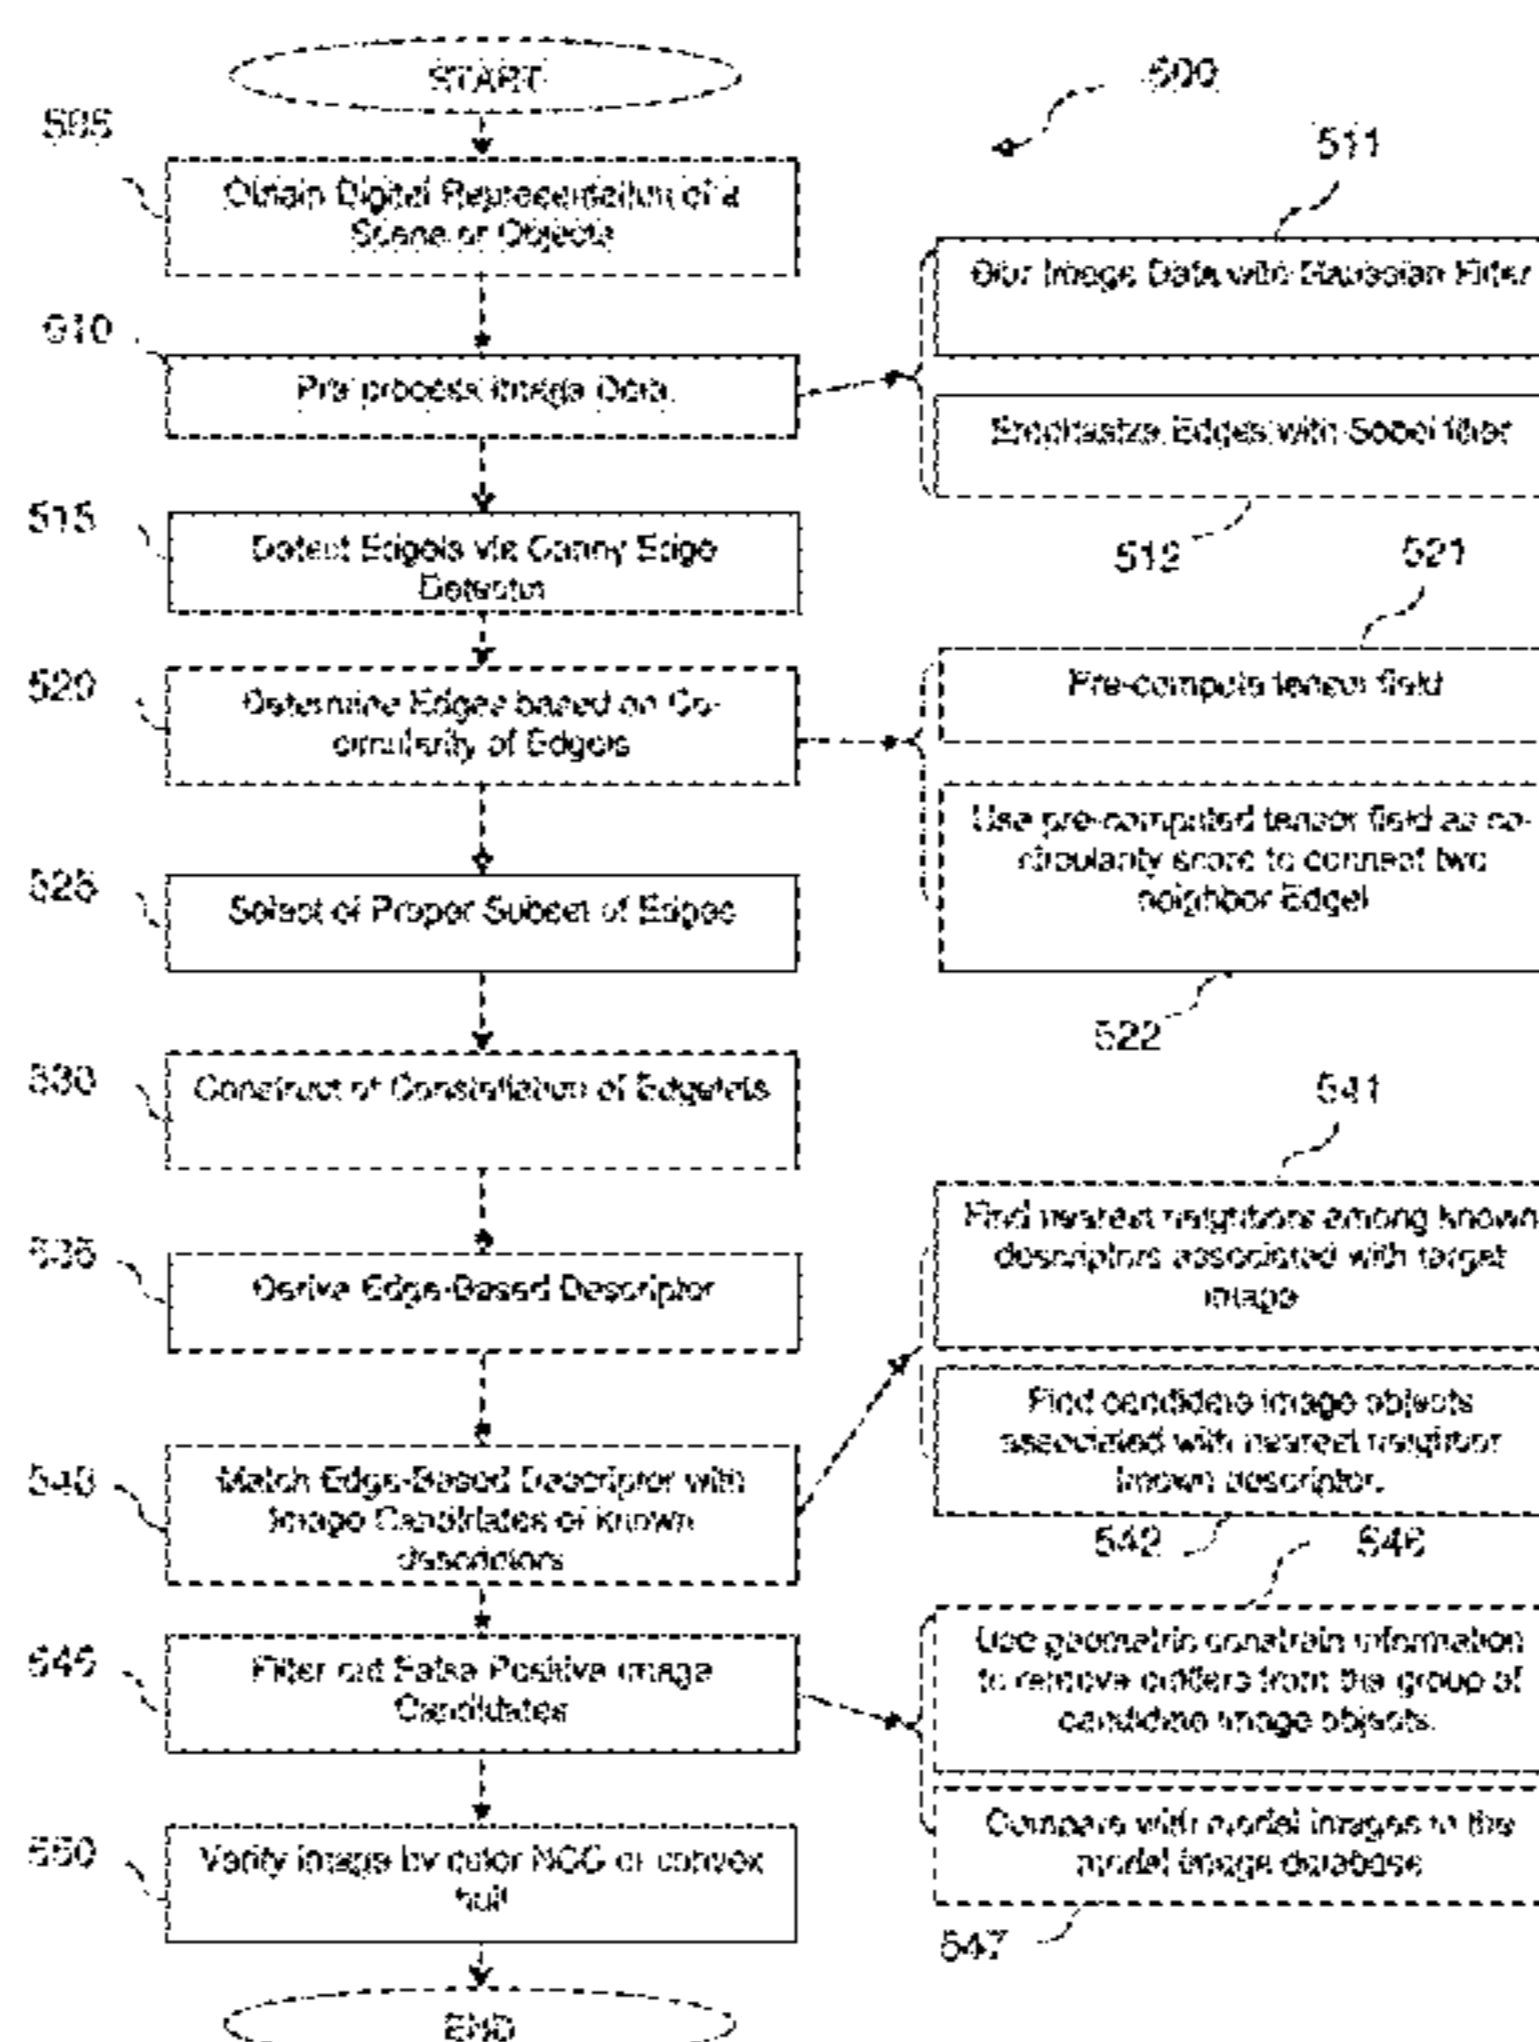 START
500
505
Obtain Digital Representation of a
Scene or Objects
511
Blur Image Data with Gaussian Filter
510
Pre process Image Data.
Emphasize Edges with Sobel filter
512
515
Detect Edgels via Canny Edge
Detector
521
520
Determine Edges based on Co-
circularity of Edgels
Pre-compute tensor field
Use pre-computed tensor field as co-
circularity score to connect two
neighbor Edgel
522
525
Select of Proper Subset of Edges
530
Construct of Constellation of Edgelets
541
Find nearest neighbors among known
descriptors associated with target
image
535
Derive Edge-Based Descriptor
Find candidate image objects
associated with nearest neighbor
known descriptor.
542
540
Match Edge-Based Descriptor with
Image Candidates of known
descriptors
546
Use geometric constrain information
to remove outliers from the group of
candidate image objects.
545
Filter out False Positive image
Candidates
Compare with model images in the
model image database
547
550
Verify image by color NCC or convex
hull
END